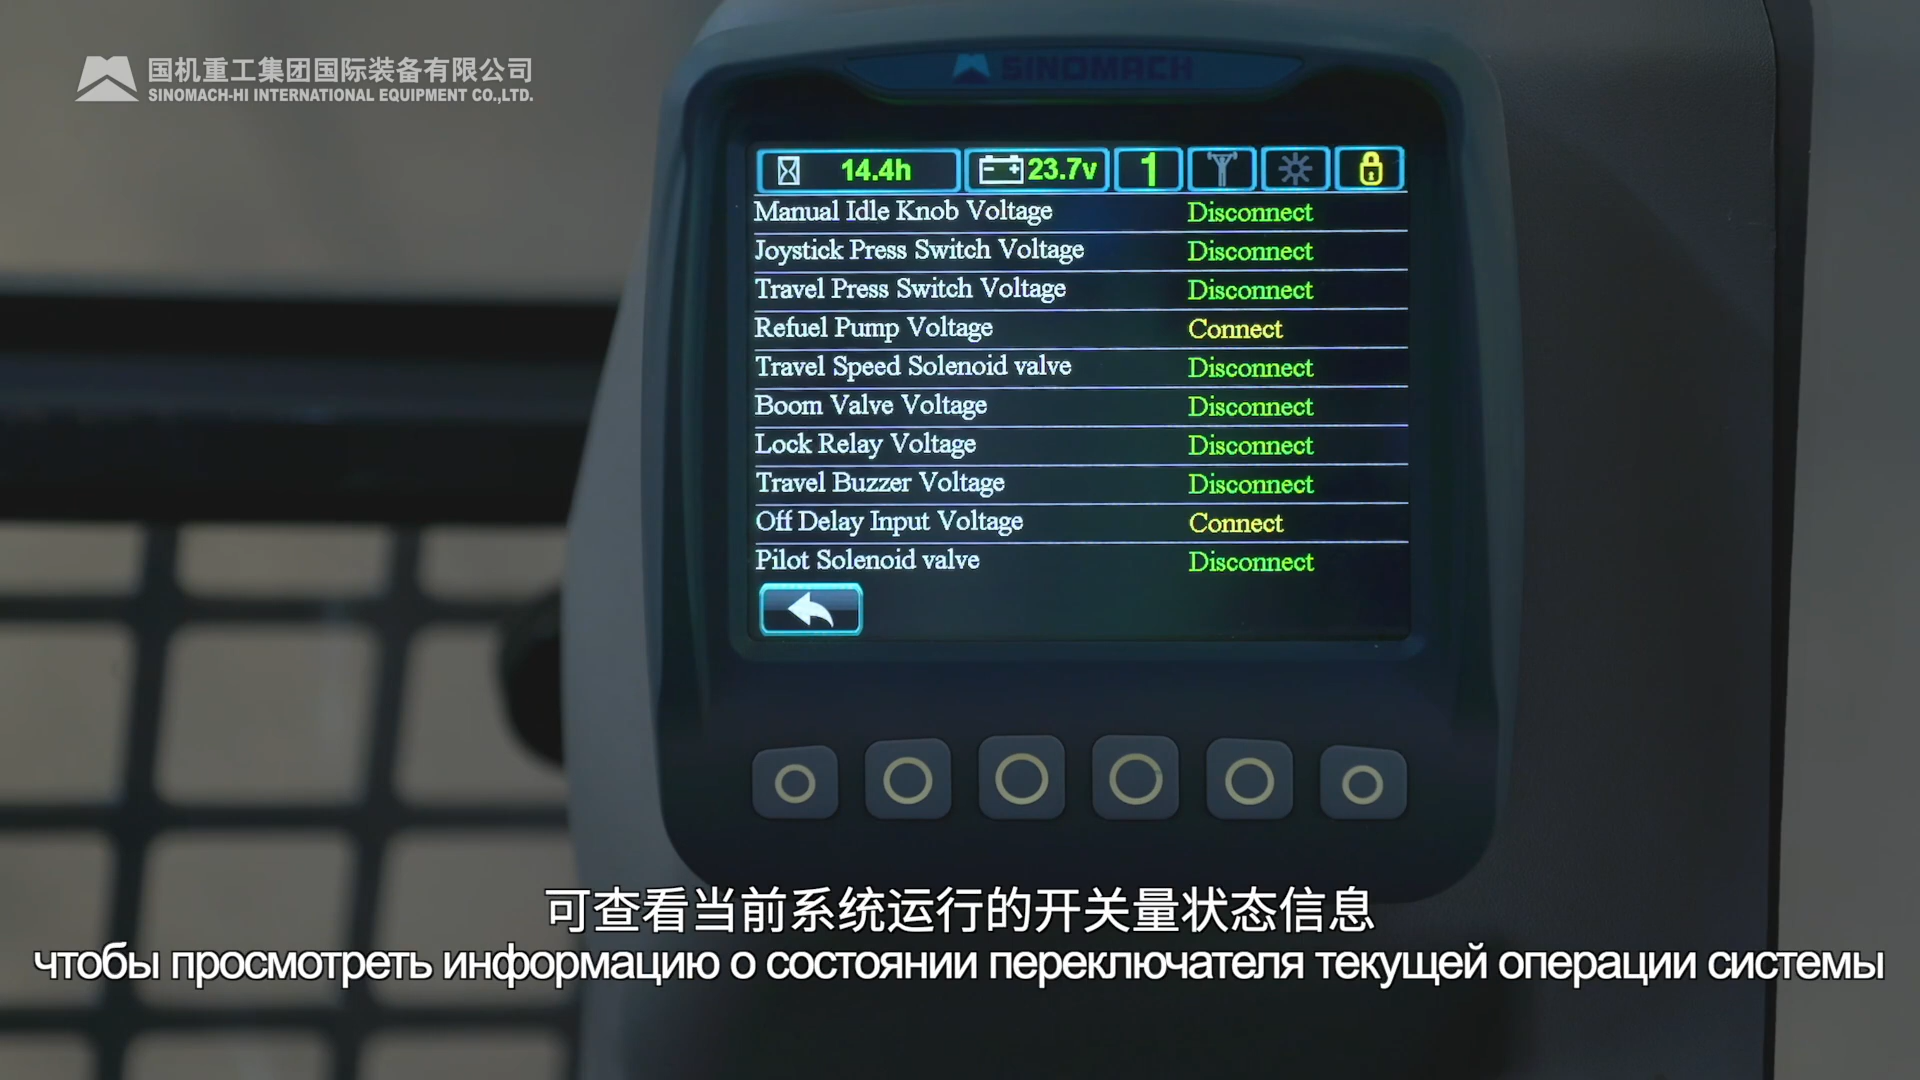 国机重工集团国际装备有限公司
SINOMACH-HI INTERNATIONAL EQUIPMENT CO.,LTD.
SINOMACH
14.4h 23.7v 1
Manual Idle Knob Voltage Disconnect
Joystick Press Switch Voltage Disconnect
Travel Press Switch Voltage Disconnect
Refuel Pump Voltage Connect
Travel Speed Solenoid valve Disconnect
Boom Valve Voltage Disconnect
Lock Relay Voltage Disconnect
Travel Buzzer Voltage Disconnect
Off Delay Input Voltage Connect
Pilot Solenoid valve Disconnect
可查看当前系统运行的开关量状态信息
чтобы просмотреть информацию о состоянии переключателя текущей операции системы